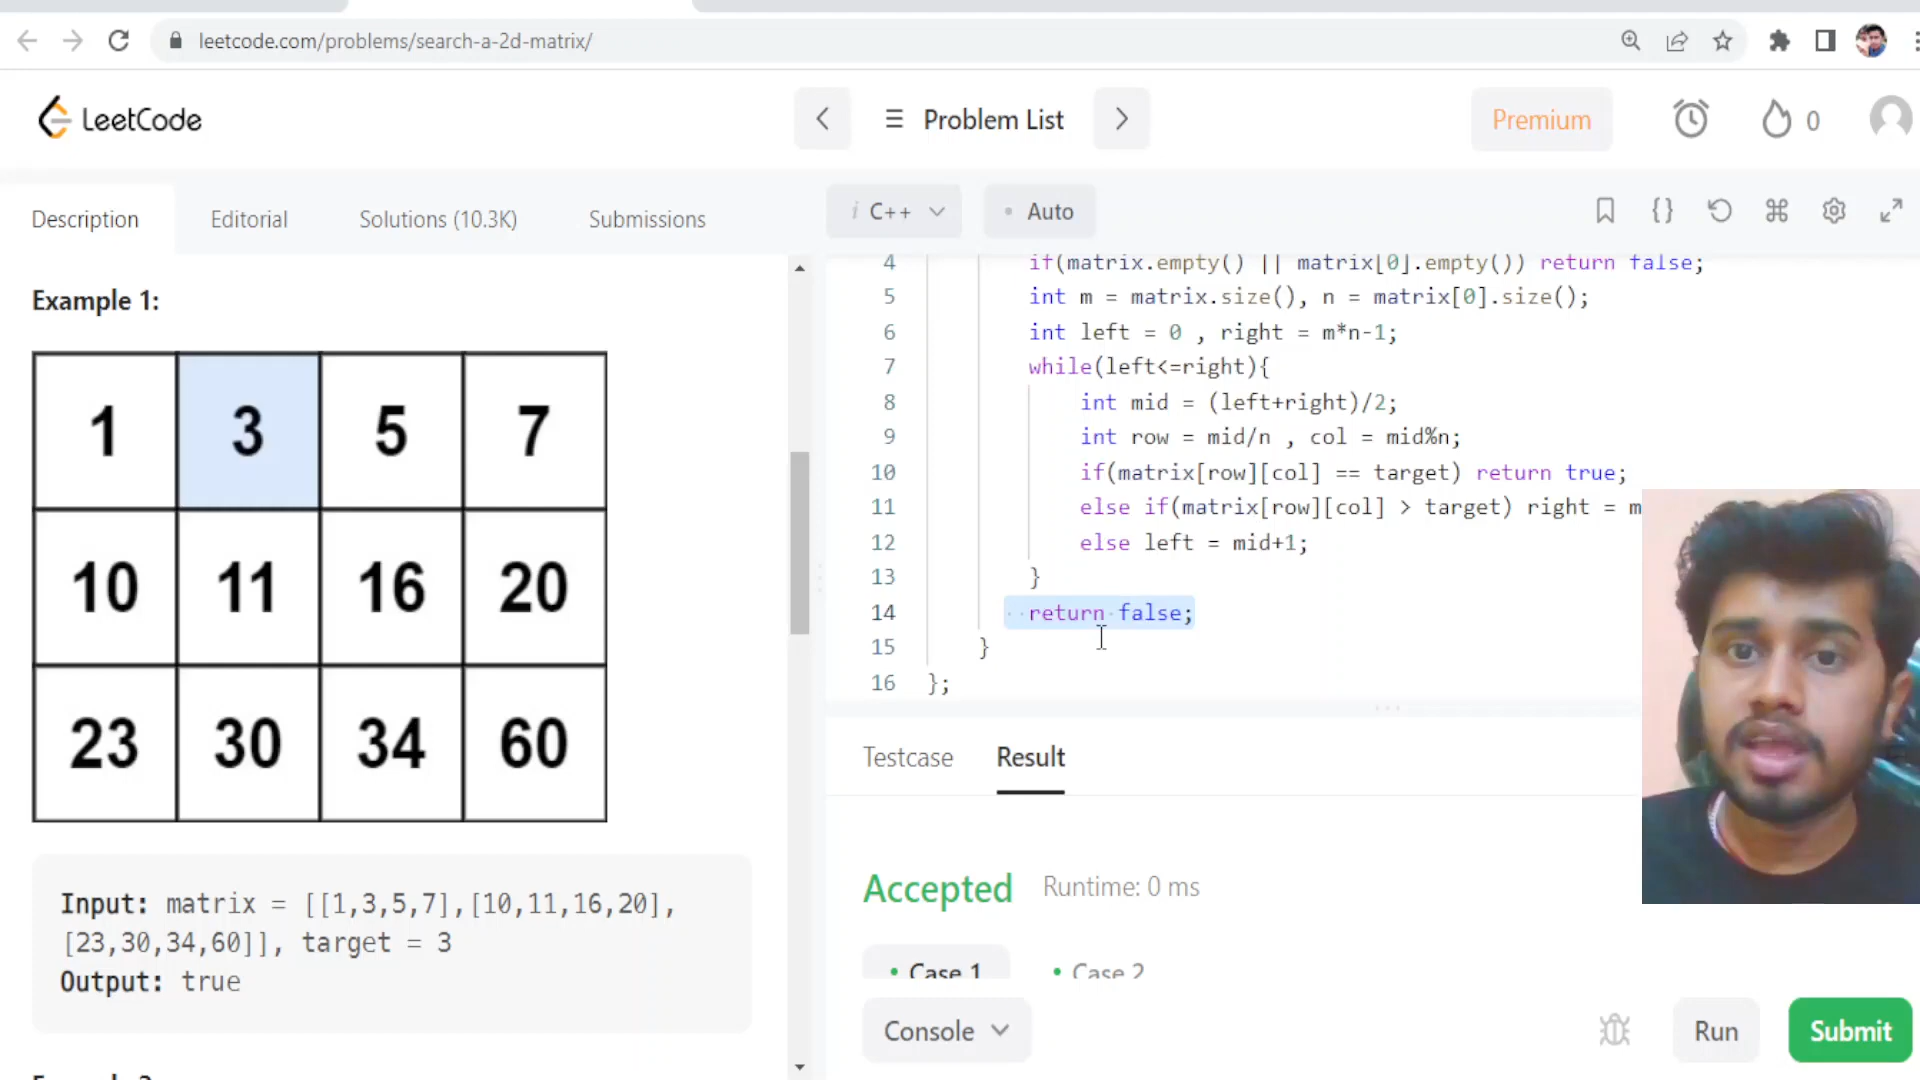 leetcode.com/problems/search-a-2d-matrix/
LeetCode
Problem List
Premium
0
Description
Editorial
Solutions (10.3K)
Submissions
i C++
Auto
Example 1:
1 3 5 7
10 11 16 20
23 30 34 60
Input: matrix = [[1,3,5,7],[10,11,16,20],
[23,30,34,60]], target = 3
Output: true
4 if(matrix.empty() || matrix[0].empty()) return false;
5 int m = matrix.size(), n = matrix[0].size();
6 int left = 0 , right = m*n-1;
7 while(left<=right){
8 int mid = (left+right)/2;
9 int row = mid/n , col = mid%n;
10 if(matrix[row][col] == target) return true;
11 else if(matrix[row][col] > target) right = m
12 else left = mid+1;
13 }
14 return false;
15 }
16 };
Testcase
Result
Accepted
Runtime: 0 ms
Case 1
Case 2
Console
Run
Submit